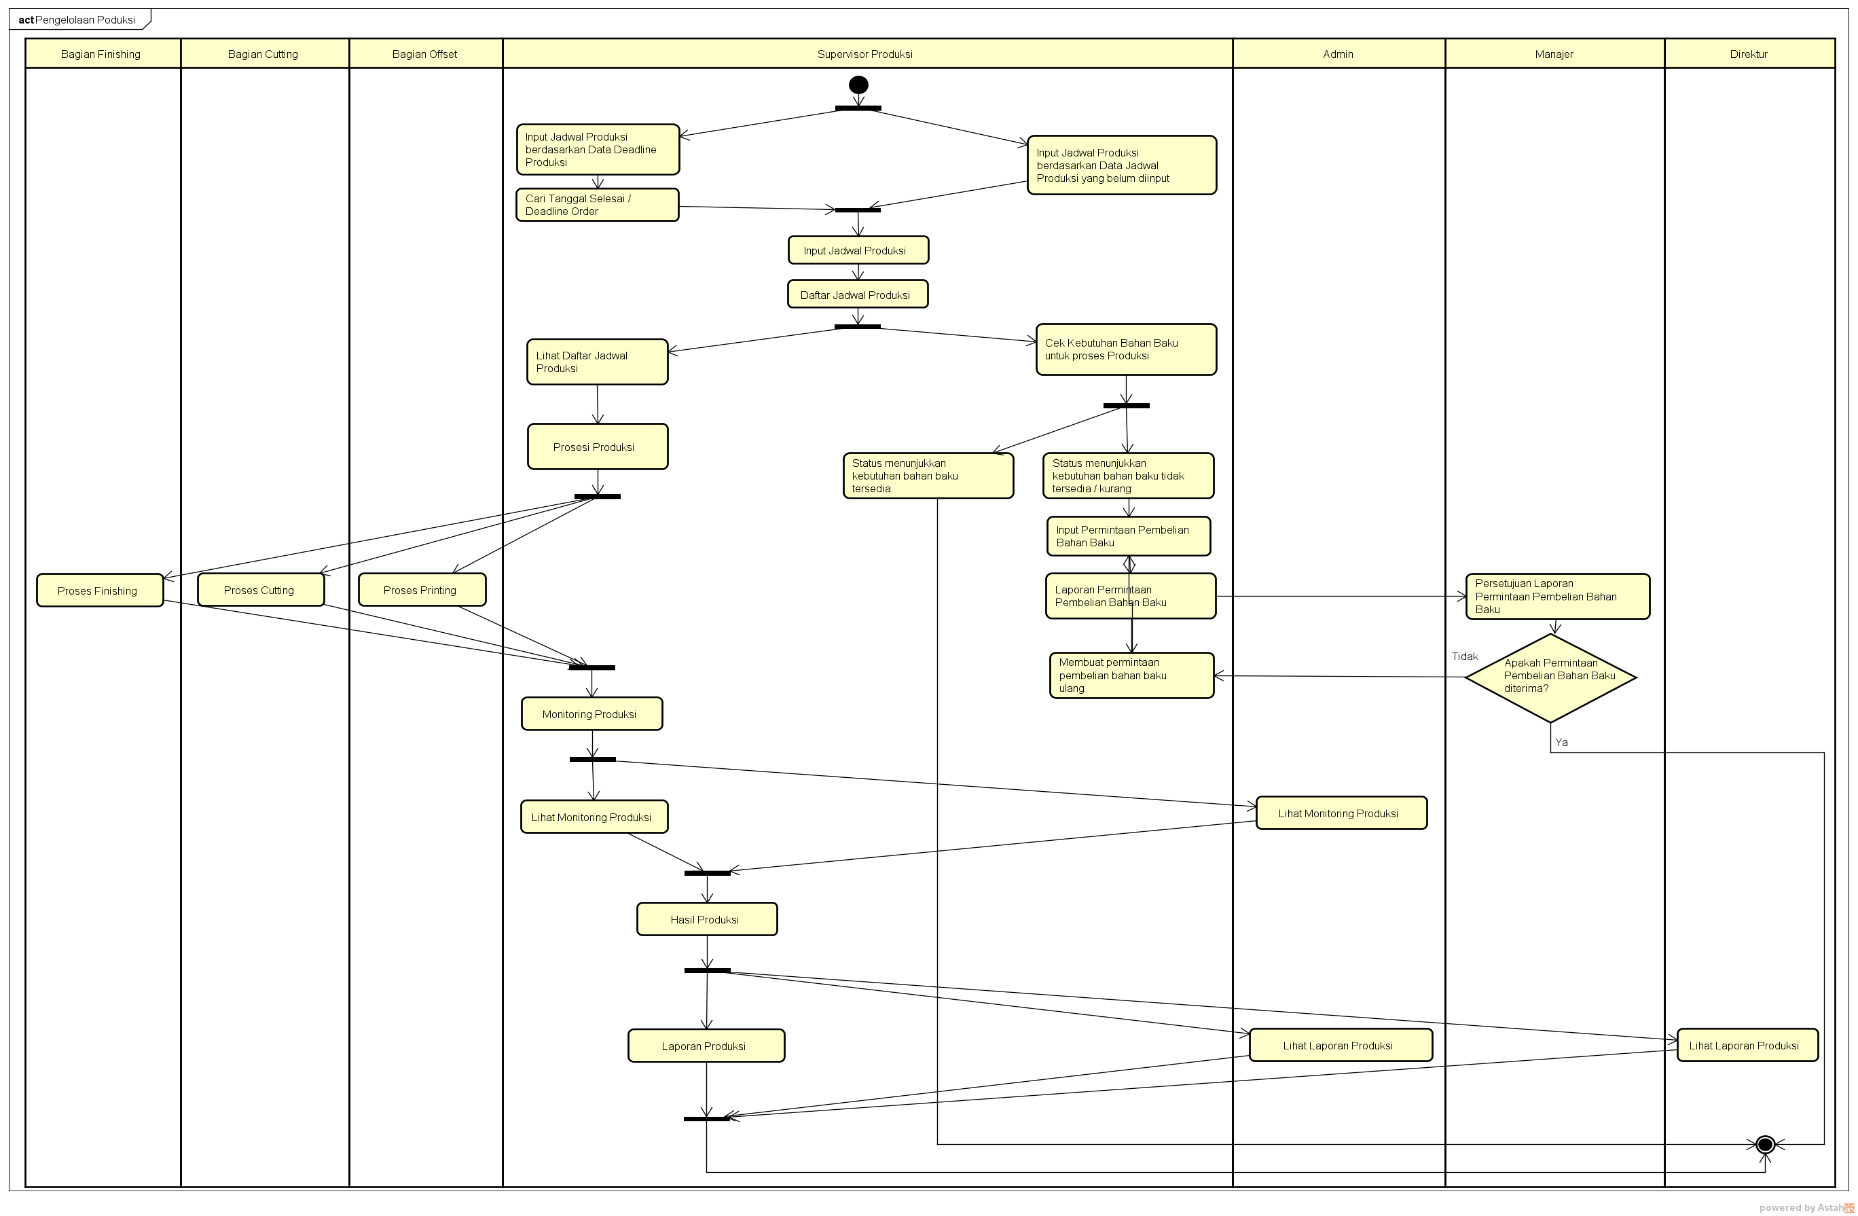 act Pengelolaan Poduksi
Bagian Finishing
Bagian Cutting
Bagian Offset
Supervisor Produksi
Admin
Manajer
Direktur
Input Jadwal Produksi
berdasarkan Data Deadline
Produksi
Input Jadwal Produksi
berdasarkan Data Jadwal
Produksi yang belum diinput
Cari Tanggal Selesai /
Deadline Order
Input Jadwal Produksi
Daftar Jadwal Produksi
Lihat Daftar Jadwal
Produksi
Cek Kebutuhan Bahan Baku
untuk proses Produksi
Prosesi Produksi
Status menunjukkan
kebutuhan bahan baku
tersedia
Status menunjukkan
kebutuhan bahan baku tidak
tersedia / kurang
Input Permintaan Pembelian
Bahan Baku
Proses Finishing
Proses Cutting
Proses Printing
Laporan Permintaan
Pembelian Bahan Baku
Persetujuan Laporan
Permintaan Pembelian Bahan
Baku
Membuat permintaan
pembelian bahan baku
ulang
Tidak
Apakah Permintaan
Pembelian Bahan Baku
diterima?
Ya
Monitoring Produksi
Lihat Monitoring Produksi
Lihat Monitoring Produksi
Hasil Produksi
Laporan Produksi
Lihat Laporan Produksi
Lihat Laporan Produksi
powered by Astah